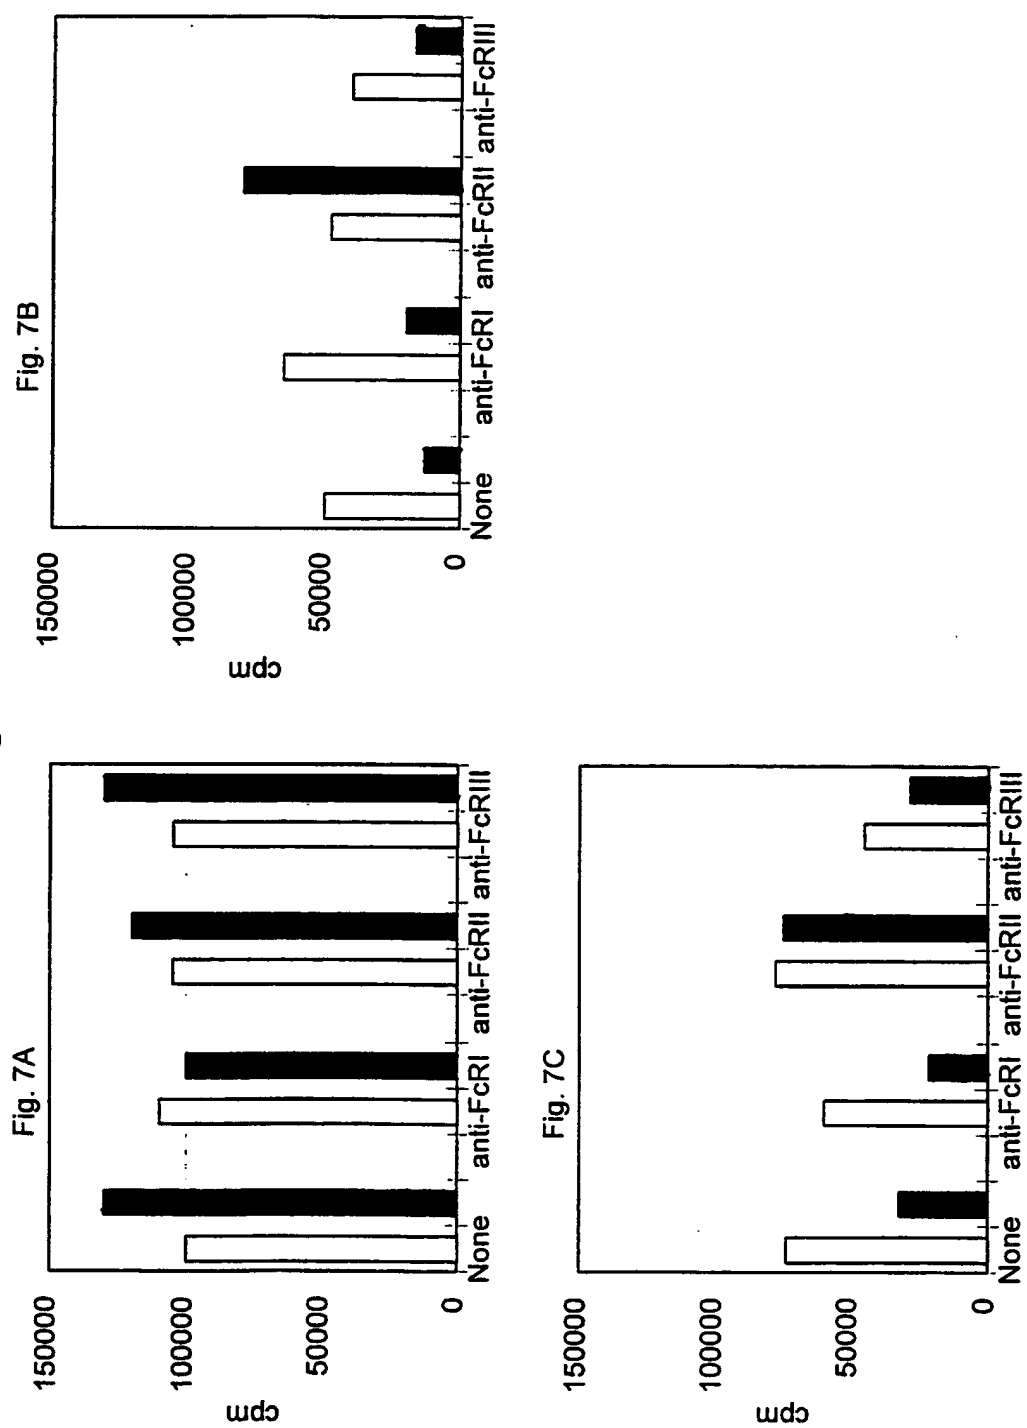 Fig. 7A
150000
100000
50000
0
cpm
None anti-FcRI anti-FcRII anti-FcRIII
Fig. 7B
150000
100000
50000
0
cpm
None anti-FcRI anti-FcRII anti-FcRIII
Fig. 7C
150000
100000
50000
0
cpm
None anti-FcRI anti-FcRII anti-FcRIII